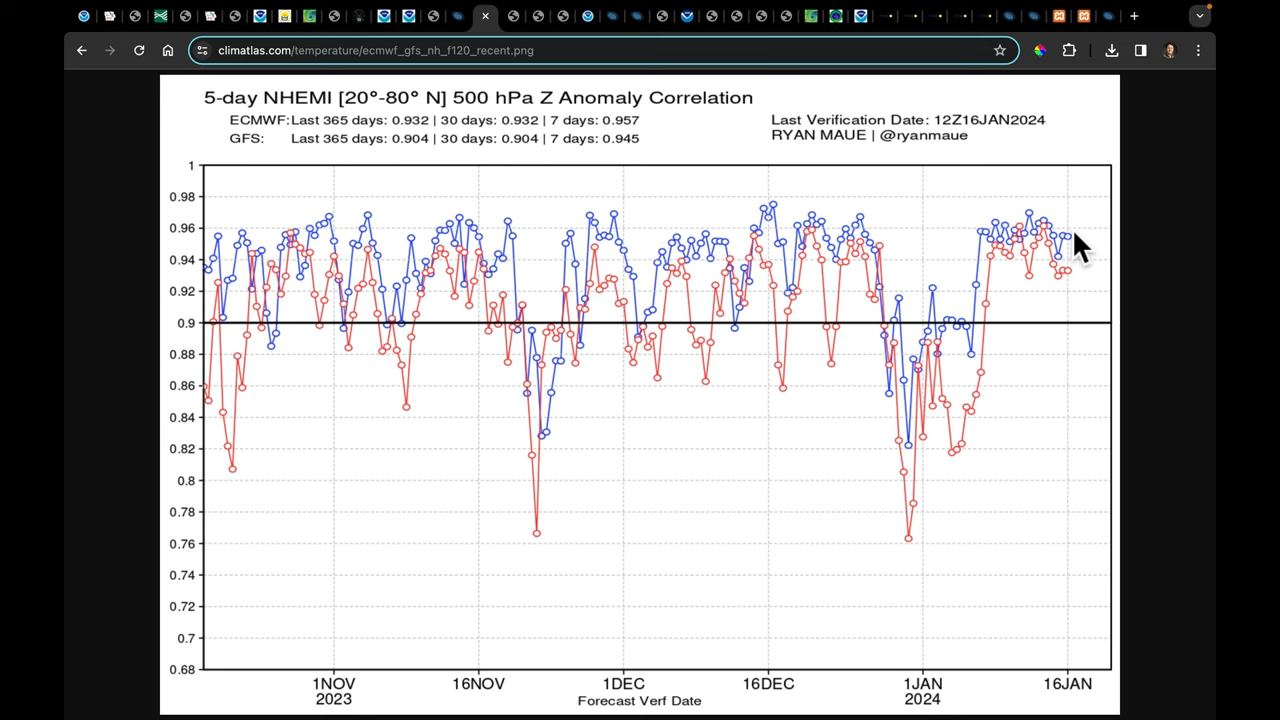 climatlas.com/temperature/ecmwf_gfs_nh_f120_recent.png
5-day NHEMI [20°-80° N] 500 hPa Z Anomaly Correlation
ECMWF: Last 365 days: 0.932 | 30 days: 0.932 | 7 days: 0.957
GFS: Last 365 days: 0.904 | 30 days: 0.904 | 7 days: 0.945
Last Verification Date: 12Z16JAN2024
RYAN MAUE | @ryanmaue
1
0.98
0.96
0.94
0.92
0.9
0.88
0.86
0.84
0.82
0.8
0.78
0.76
0.74
0.72
0.7
0.68
1NOV
2023
16NOV
1DEC
16DEC
1JAN
2024
16JAN
Forecast Verf Date